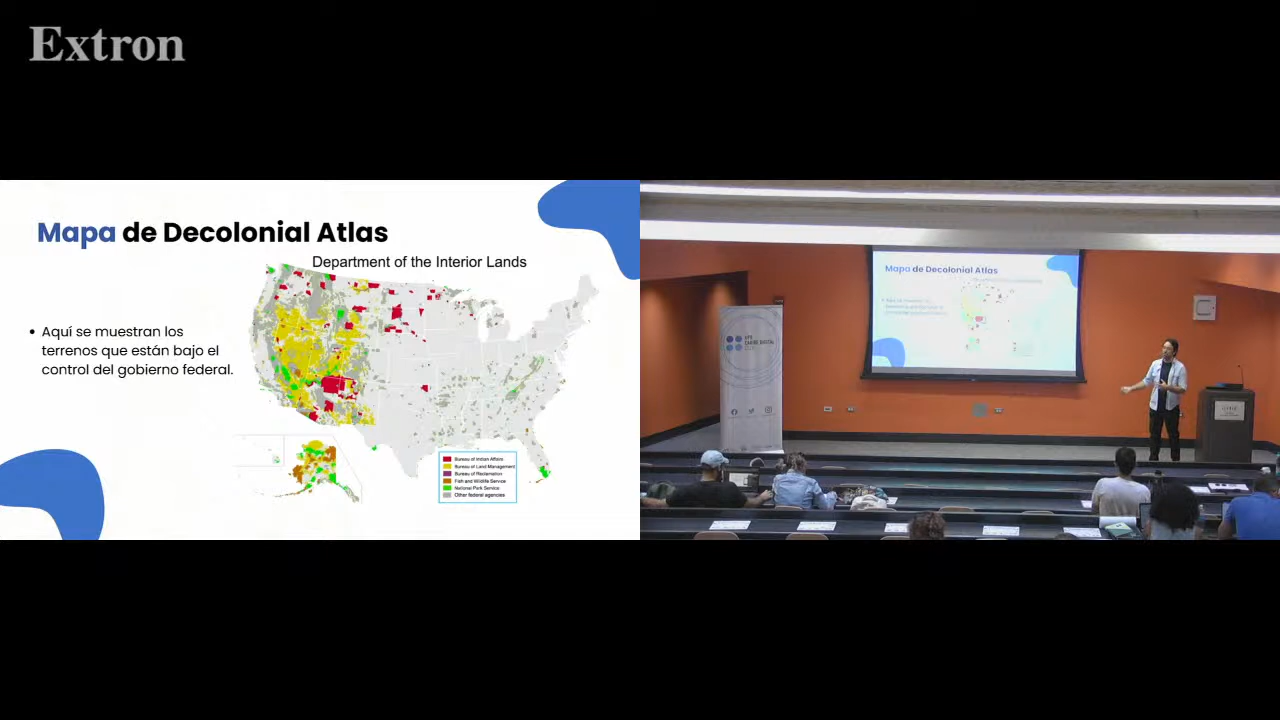 Extron
Mapa de Decolonial Atlas
Department of the Interior Lands
• Aquí se muestran los
terrenos que están bajo el
control del gobierno federal.
Bureau of Indian Affairs
Bureau of Land Management
Bureau of Reclamation
Fish and Wildlife Service
National Park Service
Other federal agencies
Mapa de Decolonial Atlas